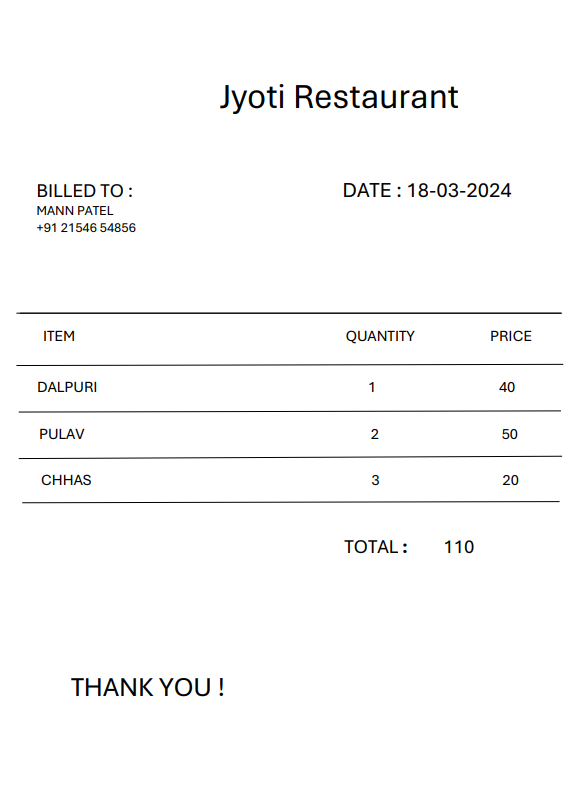 Jyoti Restaurant
BILLED TO :
DATE : 18-03-2024
MANN PATEL
+91 21546 54856
ITEM QUANTITY PRICE
DALPURI 1 40
PULAV 2 50
CHHAS 3 20
TOTAL : 110
THANK YOU !